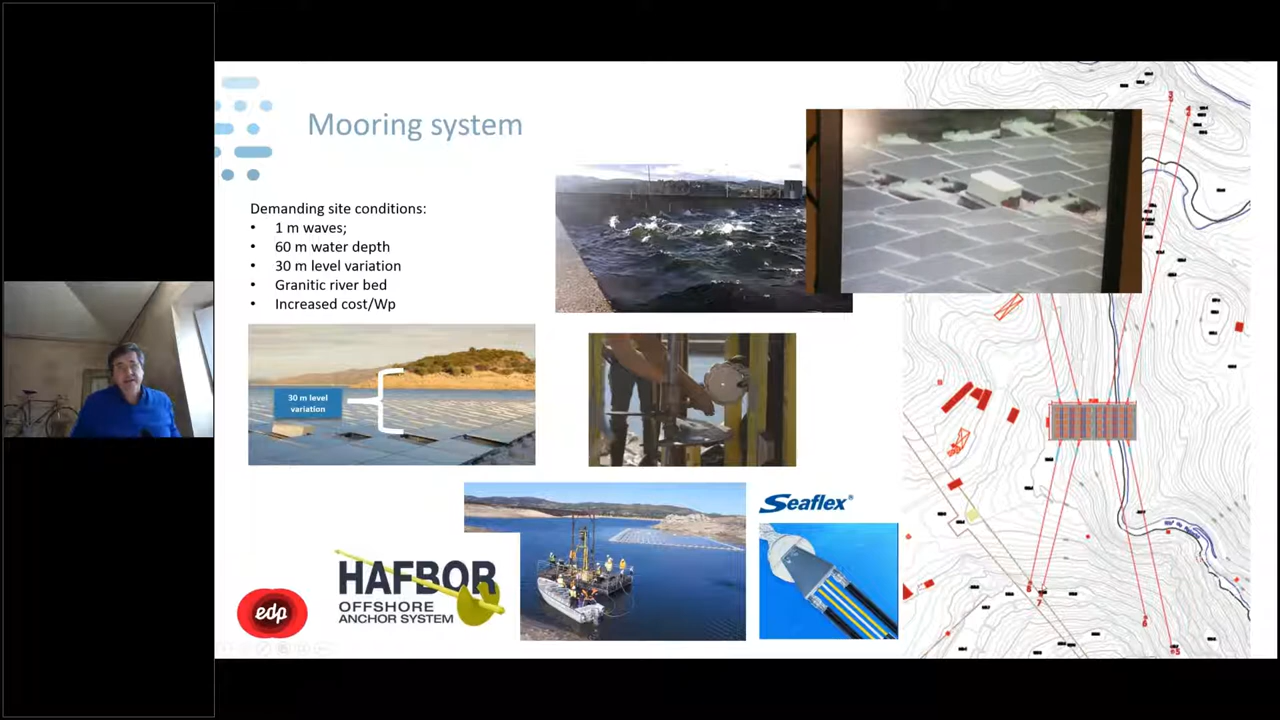 Mooring system
Demanding site conditions:
• 1 m waves;
• 60 m water depth
• 30 m level variation
• Granitic river bed
• Increased cost/Wp
30 m level
variation
edp
HAFBOR
OFFSHORE
ANCHOR SYSTEM
Seaflex®